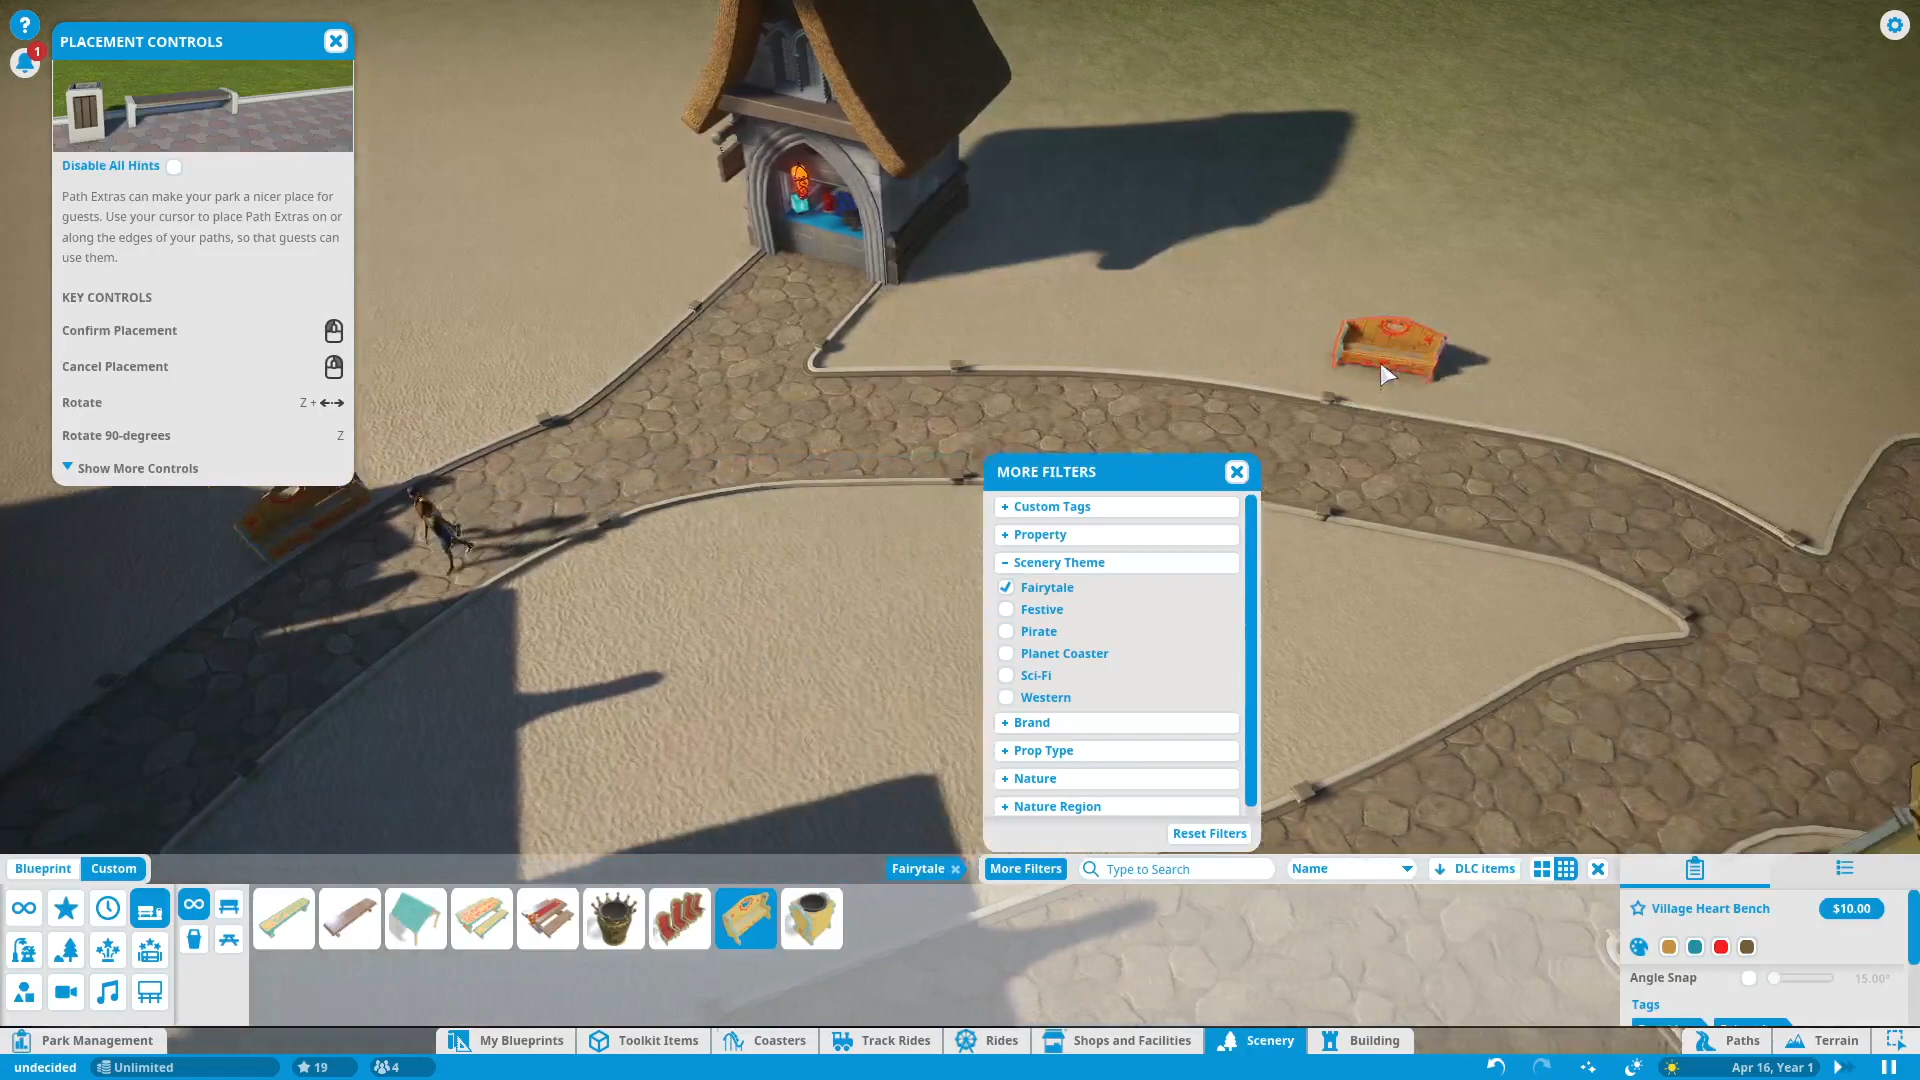 ?
1
PLACEMENT CONTROLS
Disable All Hints
Path Extras can make your park a nicer place for
guests. Use your cursor to place Path Extras on or
along the edges of your paths, so that guests can
use them.
KEY CONTROLS
Confirm Placement
Cancel Placement
Rotate Z +
Rotate 90-degrees Z
Show More Controls
MORE FILTERS
+ Custom Tags
+ Property
− Scenery Theme
Fairytale
Festive
Pirate
Planet Coaster
Sci-Fi
Western
+ Brand
+ Prop Type
+ Nature
+ Nature Region
Reset Filters
Blueprint Custom Fairytale × More Filters Type to Search Name DLC items
Village Heart Bench $10.00
Angle Snap 15.00°
Tags
Park Management My Blueprints Toolkit Items Coasters Track Rides Rides Shops and Facilities Scenery Building Paths Terrain
undecided Unlimited 19 4 Apr 16, Year 1